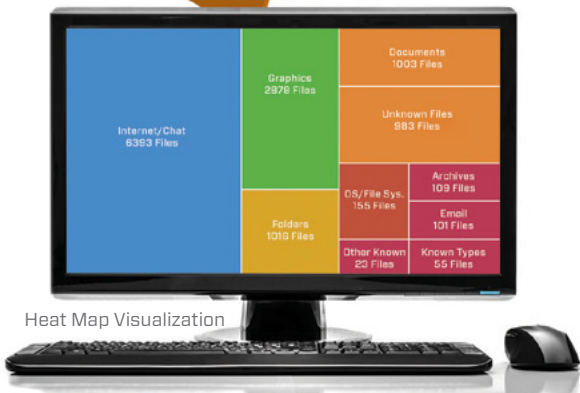 Internet/Chat
6393 Files
Graphics
2878 Files
Folders
1016 Files
Documents
1003 Files
Unknown Files
983 Files
OS/File Sys.
155 Files
Archives
109 Files
Email
101 Files
Other Known
23 Files
Known Types
55 Files
Heat Map Visualization